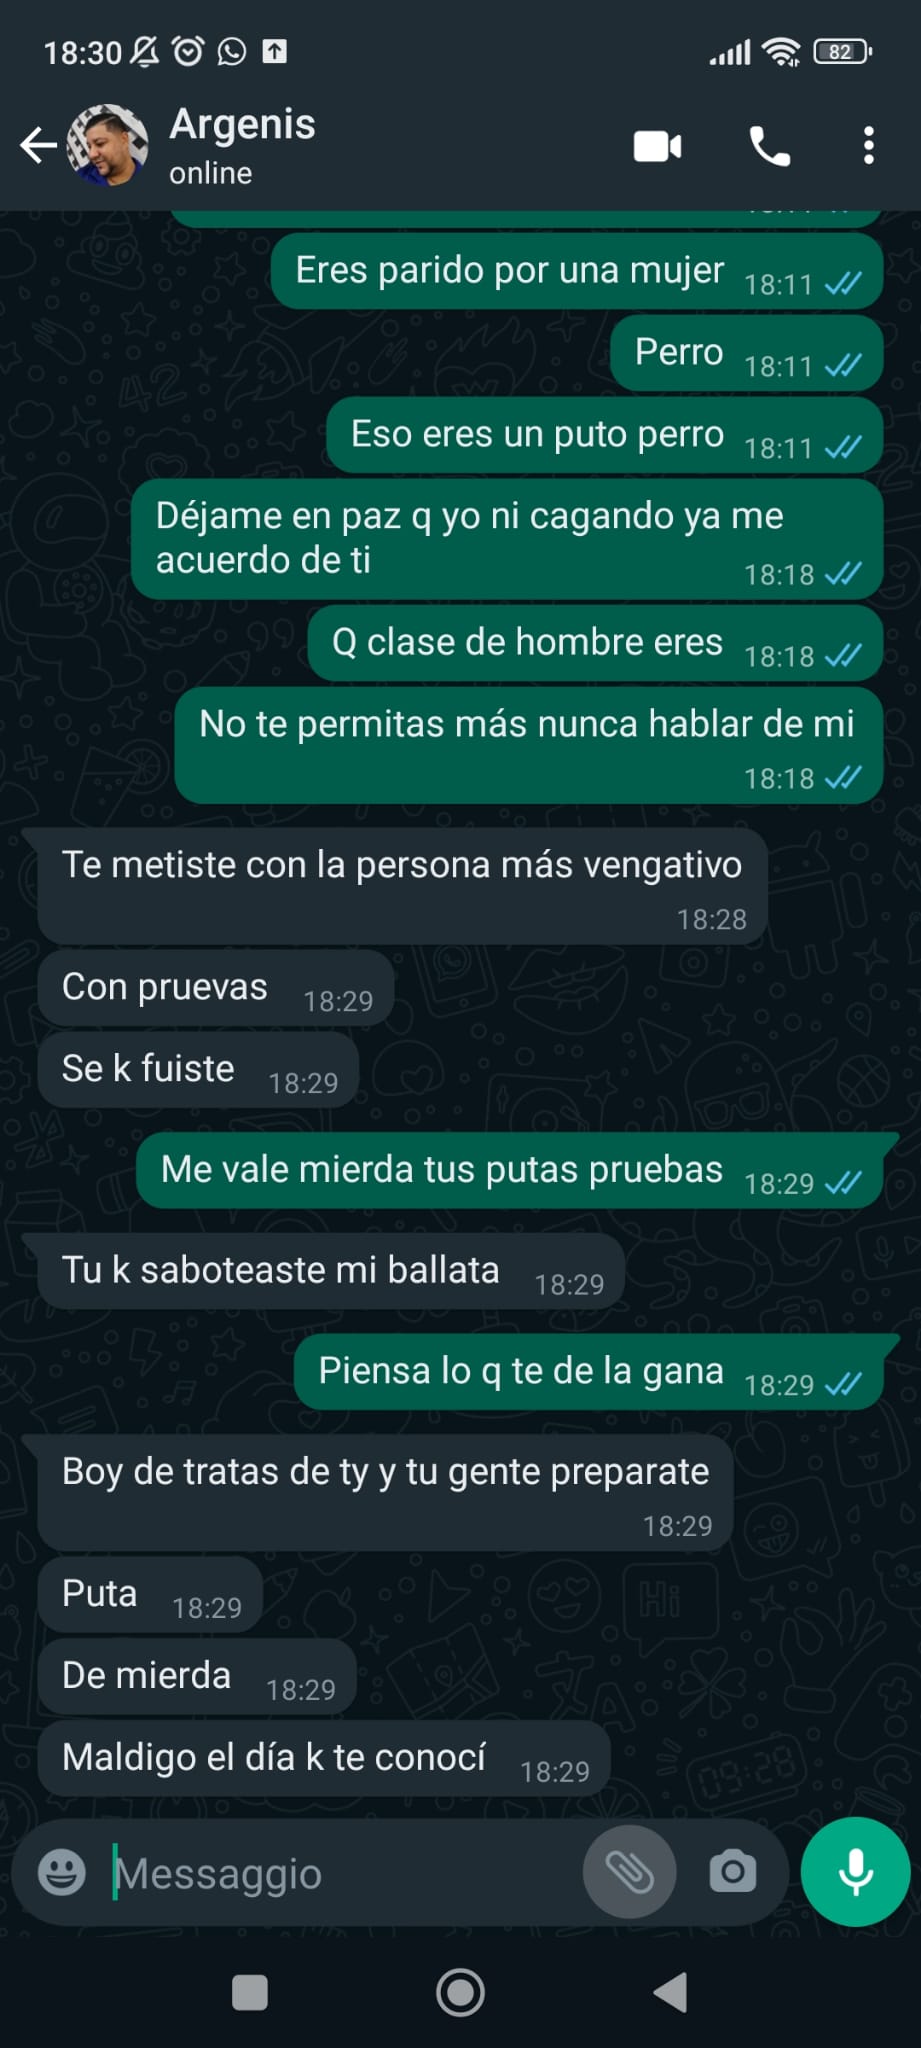 18:30
82
Argenis
online
Eres parido por una mujer 18:11
Perro 18:11
Eso eres un puto perro 18:11
Déjame en paz q yo ni cagando ya me
acuerdo de ti 18:18
Q clase de hombre eres 18:18
No te permitas más nunca hablar de mi
18:18
Te metiste con la persona más vengativo
18:28
Con pruevas 18:29
Se k fuiste 18:29
Me vale mierda tus putas pruebas 18:29
Tu k saboteaste mi ballata 18:29
Piensa lo q te de la gana 18:29
Boy de tratas de ty y tu gente preparate
18:29
Puta 18:29
De mierda 18:29
Maldigo el día k te conocí 18:29
Messaggio